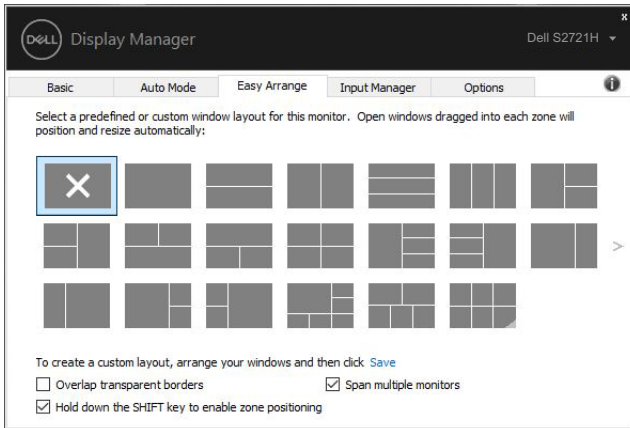 x
DELL Display Manager
Dell S2721H
Basic Auto Mode Easy Arrange Input Manager Options
Select a predefined or custom window layout for this monitor. Open windows dragged into each zone will
position and resize automatically:
To create a custom layout, arrange your windows and then click Save
Overlap transparent borders Span multiple monitors
Hold down the SHIFT key to enable zone positioning